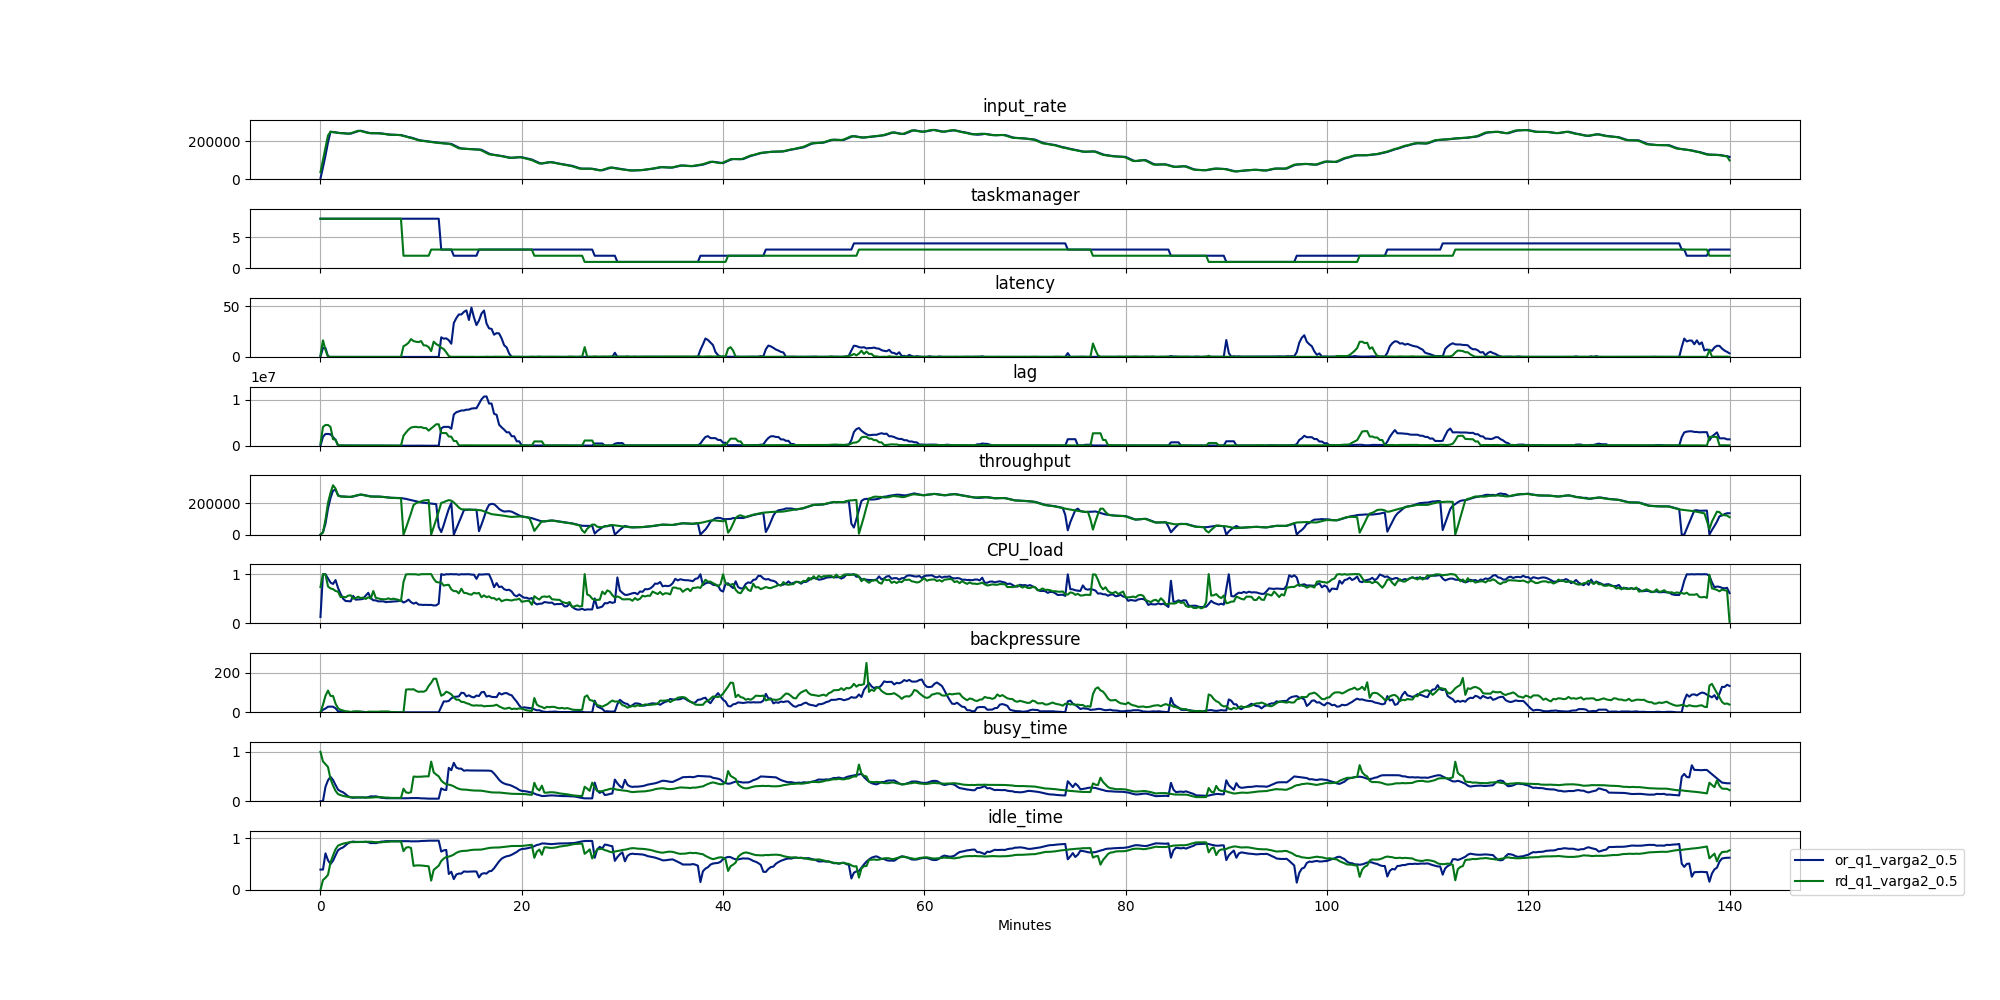 input_rate
200000
0
taskmanager
5
0
latency
50
0
1e7
lag
1
0
throughput
200000
0
CPU_load
1
0
backpressure
200
0
busy_time
1
0
idle_time
1
0
0 20 40 60 80 100 120 140
Minutes
or_q1_varga2_0.5
rd_q1_varga2_0.5